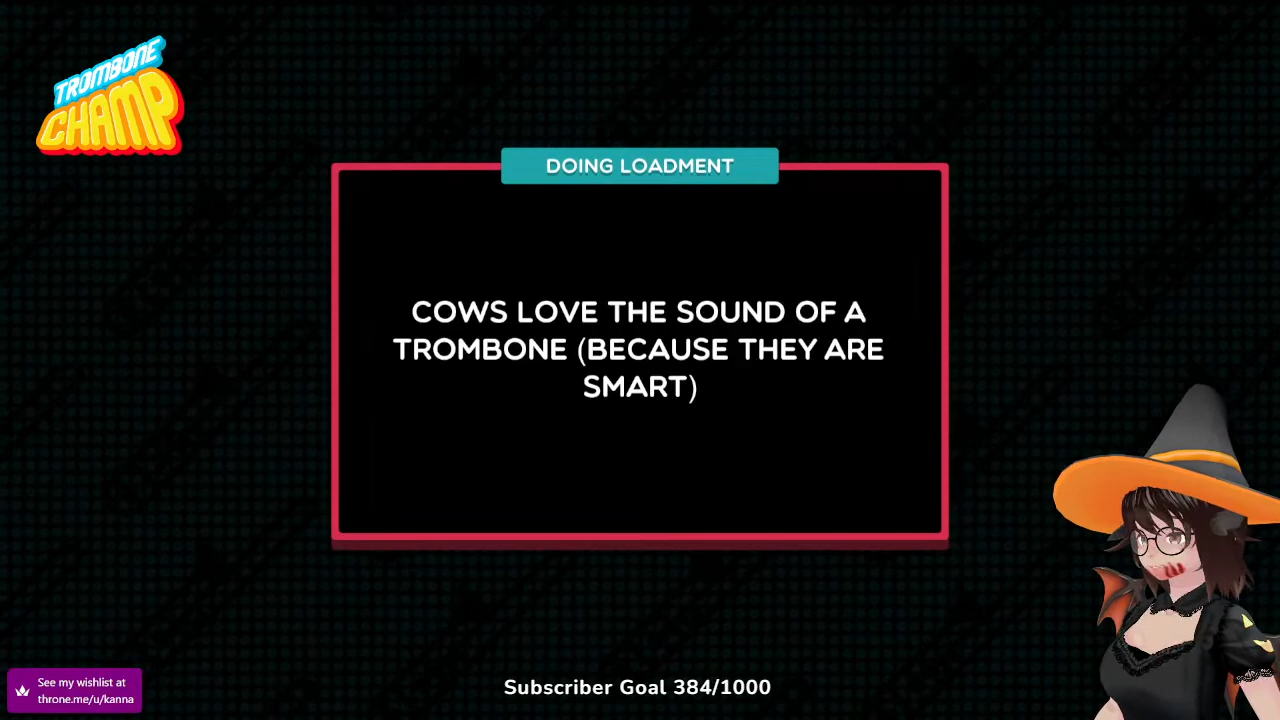 TROMBONE
CHAMP
DOING LOADMENT
COWS LOVE THE SOUND OF A
TROMBONE (BECAUSE THEY ARE
SMART)
See my wishlist at
throne.me/u/kanna
Subscriber Goal 384/1000